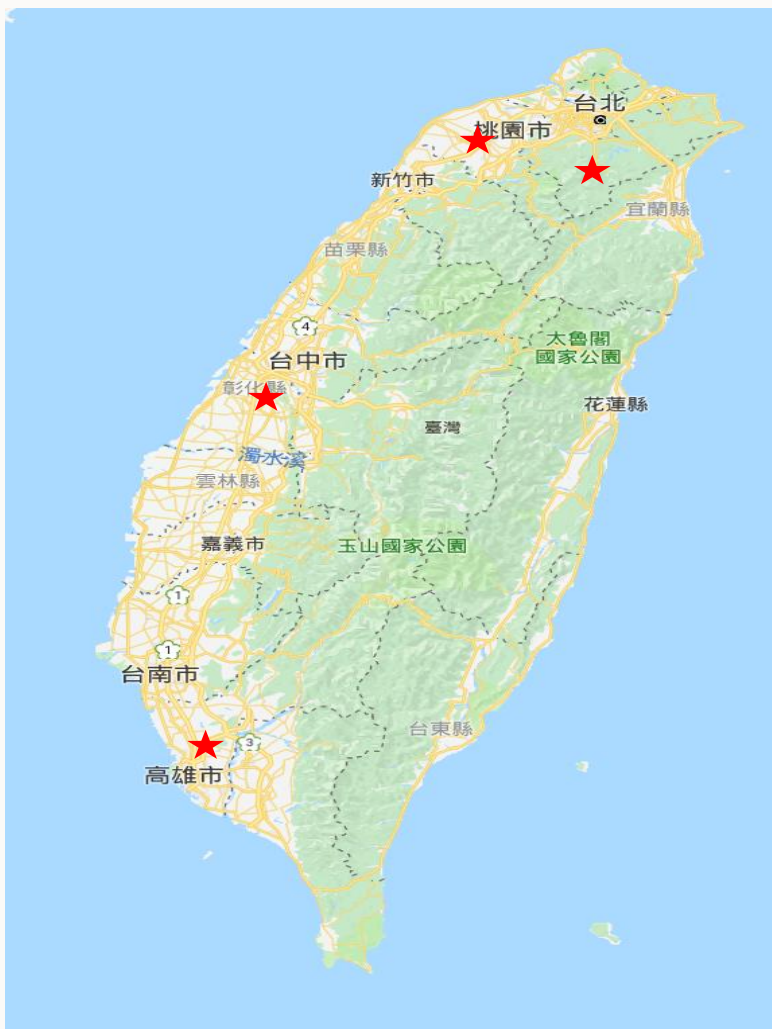 台北
桃園市
新竹市
宜蘭縣
苗栗縣
4
太魯閣
國家公園
台中市
彰化縣
花蓮縣
臺灣
濁水溪
雲林縣
嘉義市
玉山國家公園
1
1
台南市
台東縣
3
高雄市